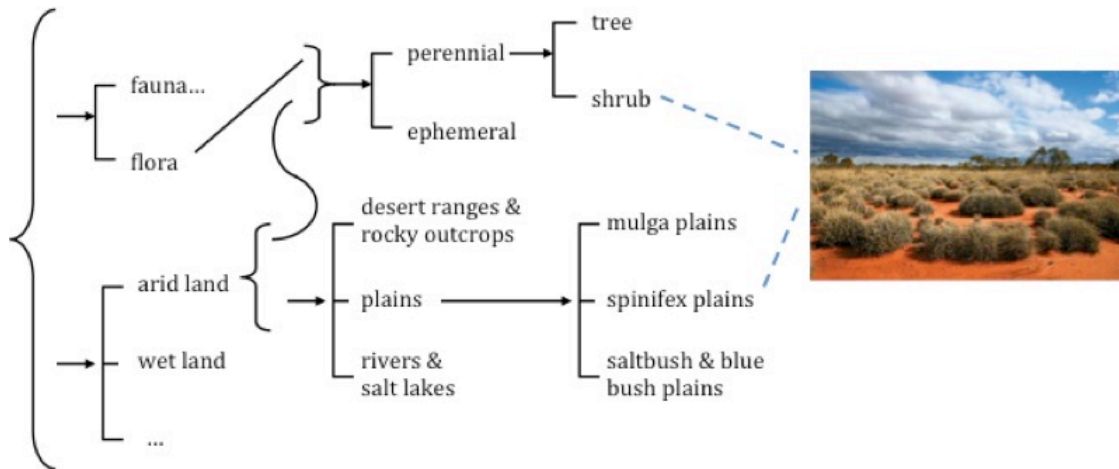 fauna...
flora
perennial
ephemeral
tree
shrub
arid land
wet land
...
desert ranges &
rocky outcrops
plains
rivers &
salt lakes
mulga plains
spinifex plains
saltbush & blue
bush plains